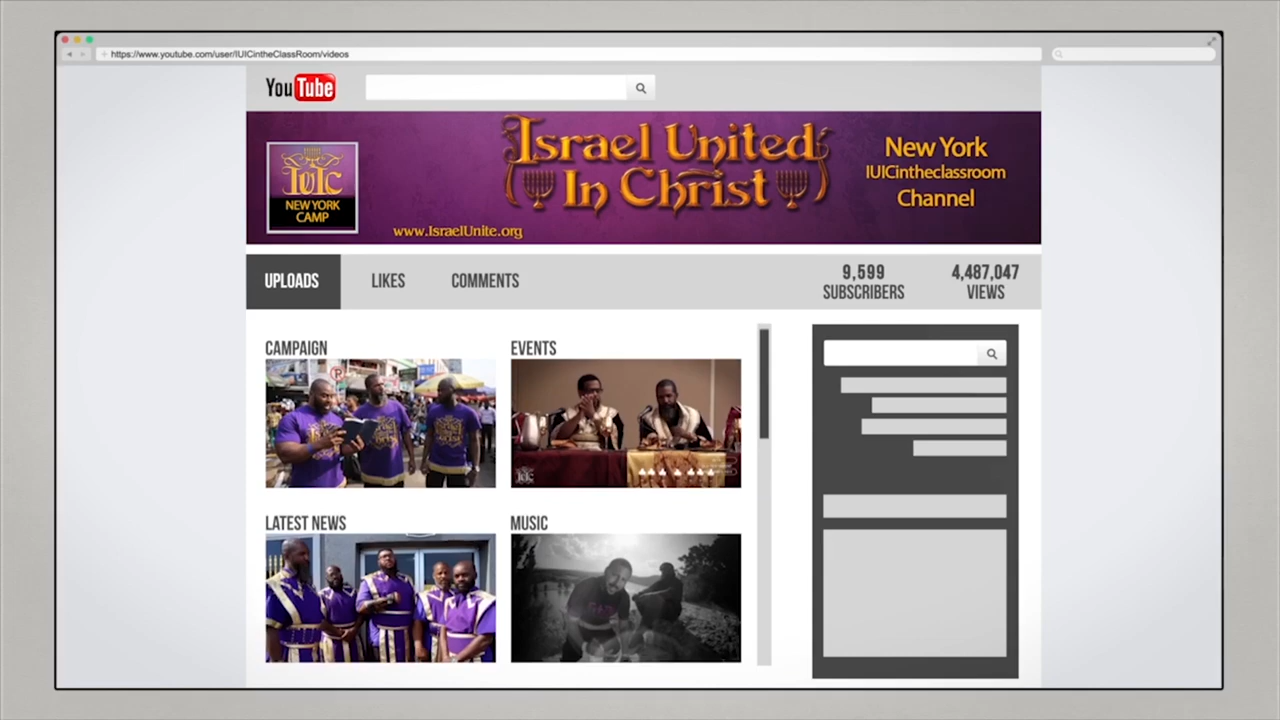 https://www.youtube.com/user/IUICintheClassRoom/videos
YouTube
Israel United
In Christ
IUIC
NEW YORK
CAMP
www.IsraelUnite.org
New York
IUICintheclassroom
Channel
UPLOADS LIKES COMMENTS
9,599
SUBSCRIBERS
4,487,047
VIEWS
CAMPAIGN
EVENTS
IUIC
LATEST NEWS
MUSIC